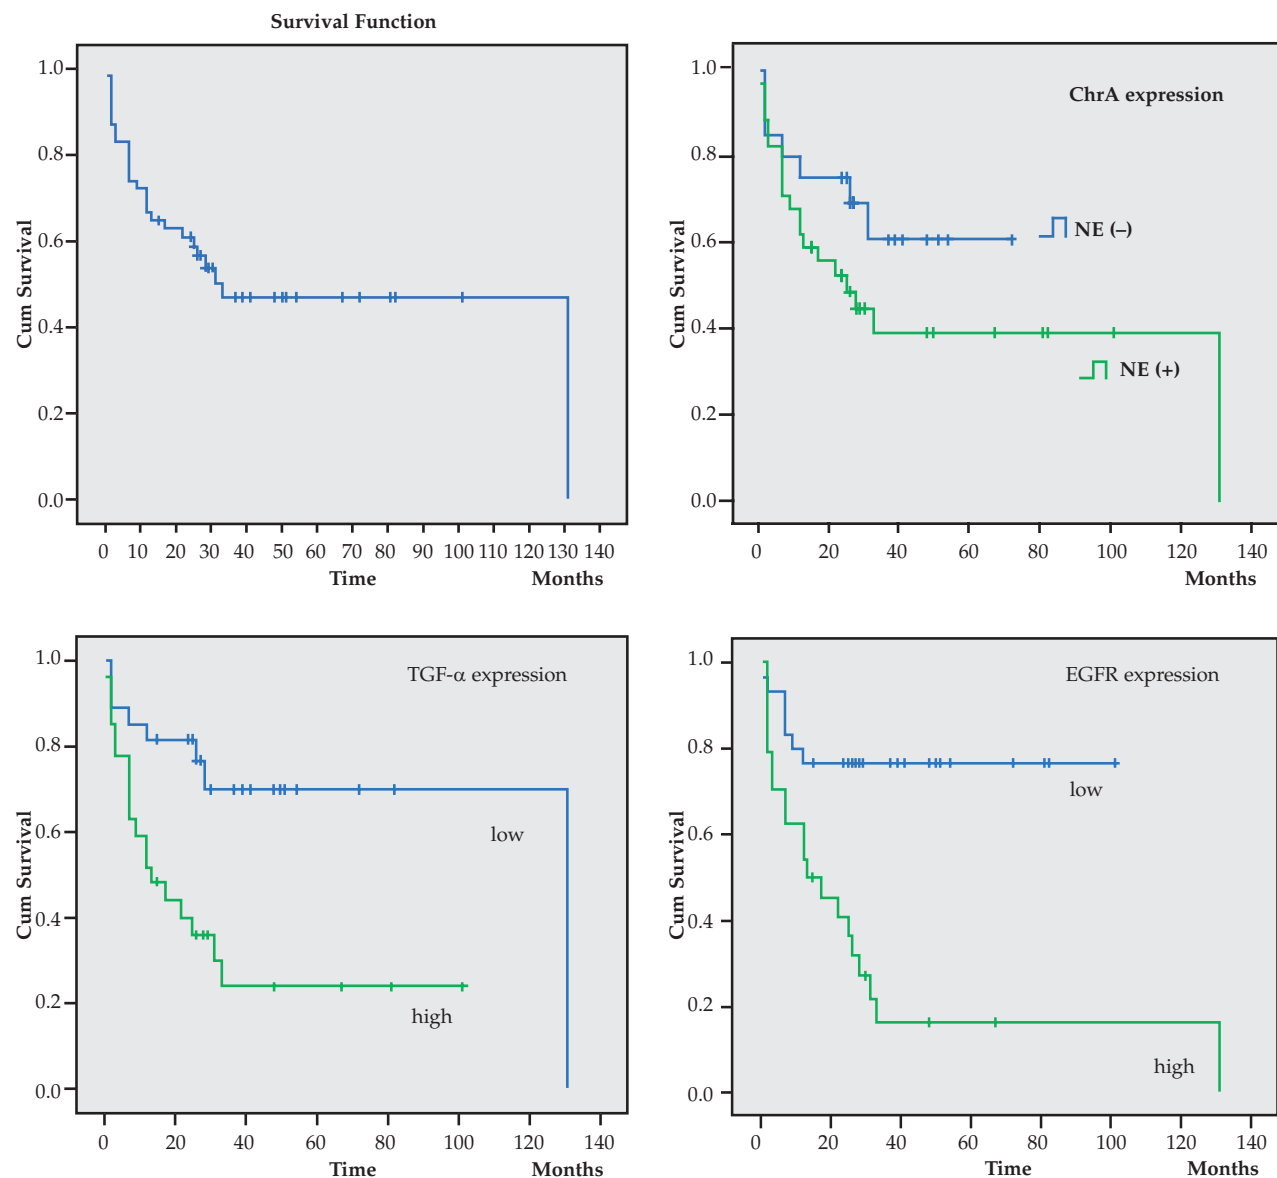 Survival Function
1.0
0.8
0.6
0.4
0.2
0.0
Cum Survival
0 10 20 30 40 50 60 70 80 90 100 110 120 130 140
Time Months
ChrA expression
1.0
0.8
0.6
0.4
0.2
0.0
Cum Survival
NE (–)
NE (+)
0 20 40 60 80 100 120 140
Months
TGF-α expression
1.0
0.8
0.6
0.4
0.2
0.0
Cum Survival
low
high
0 20 40 60 80 100 120 140
Time Months
EGFR expression
1.0
0.8
0.6
0.4
0.2
0.0
Cum Survival
low
high
0 20 40 60 80 100 120 140
Time Months